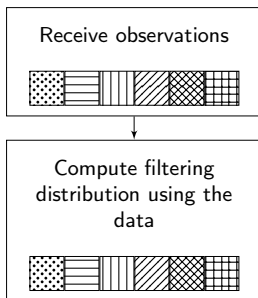 Receive observations
Compute filtering
distribution using the
data